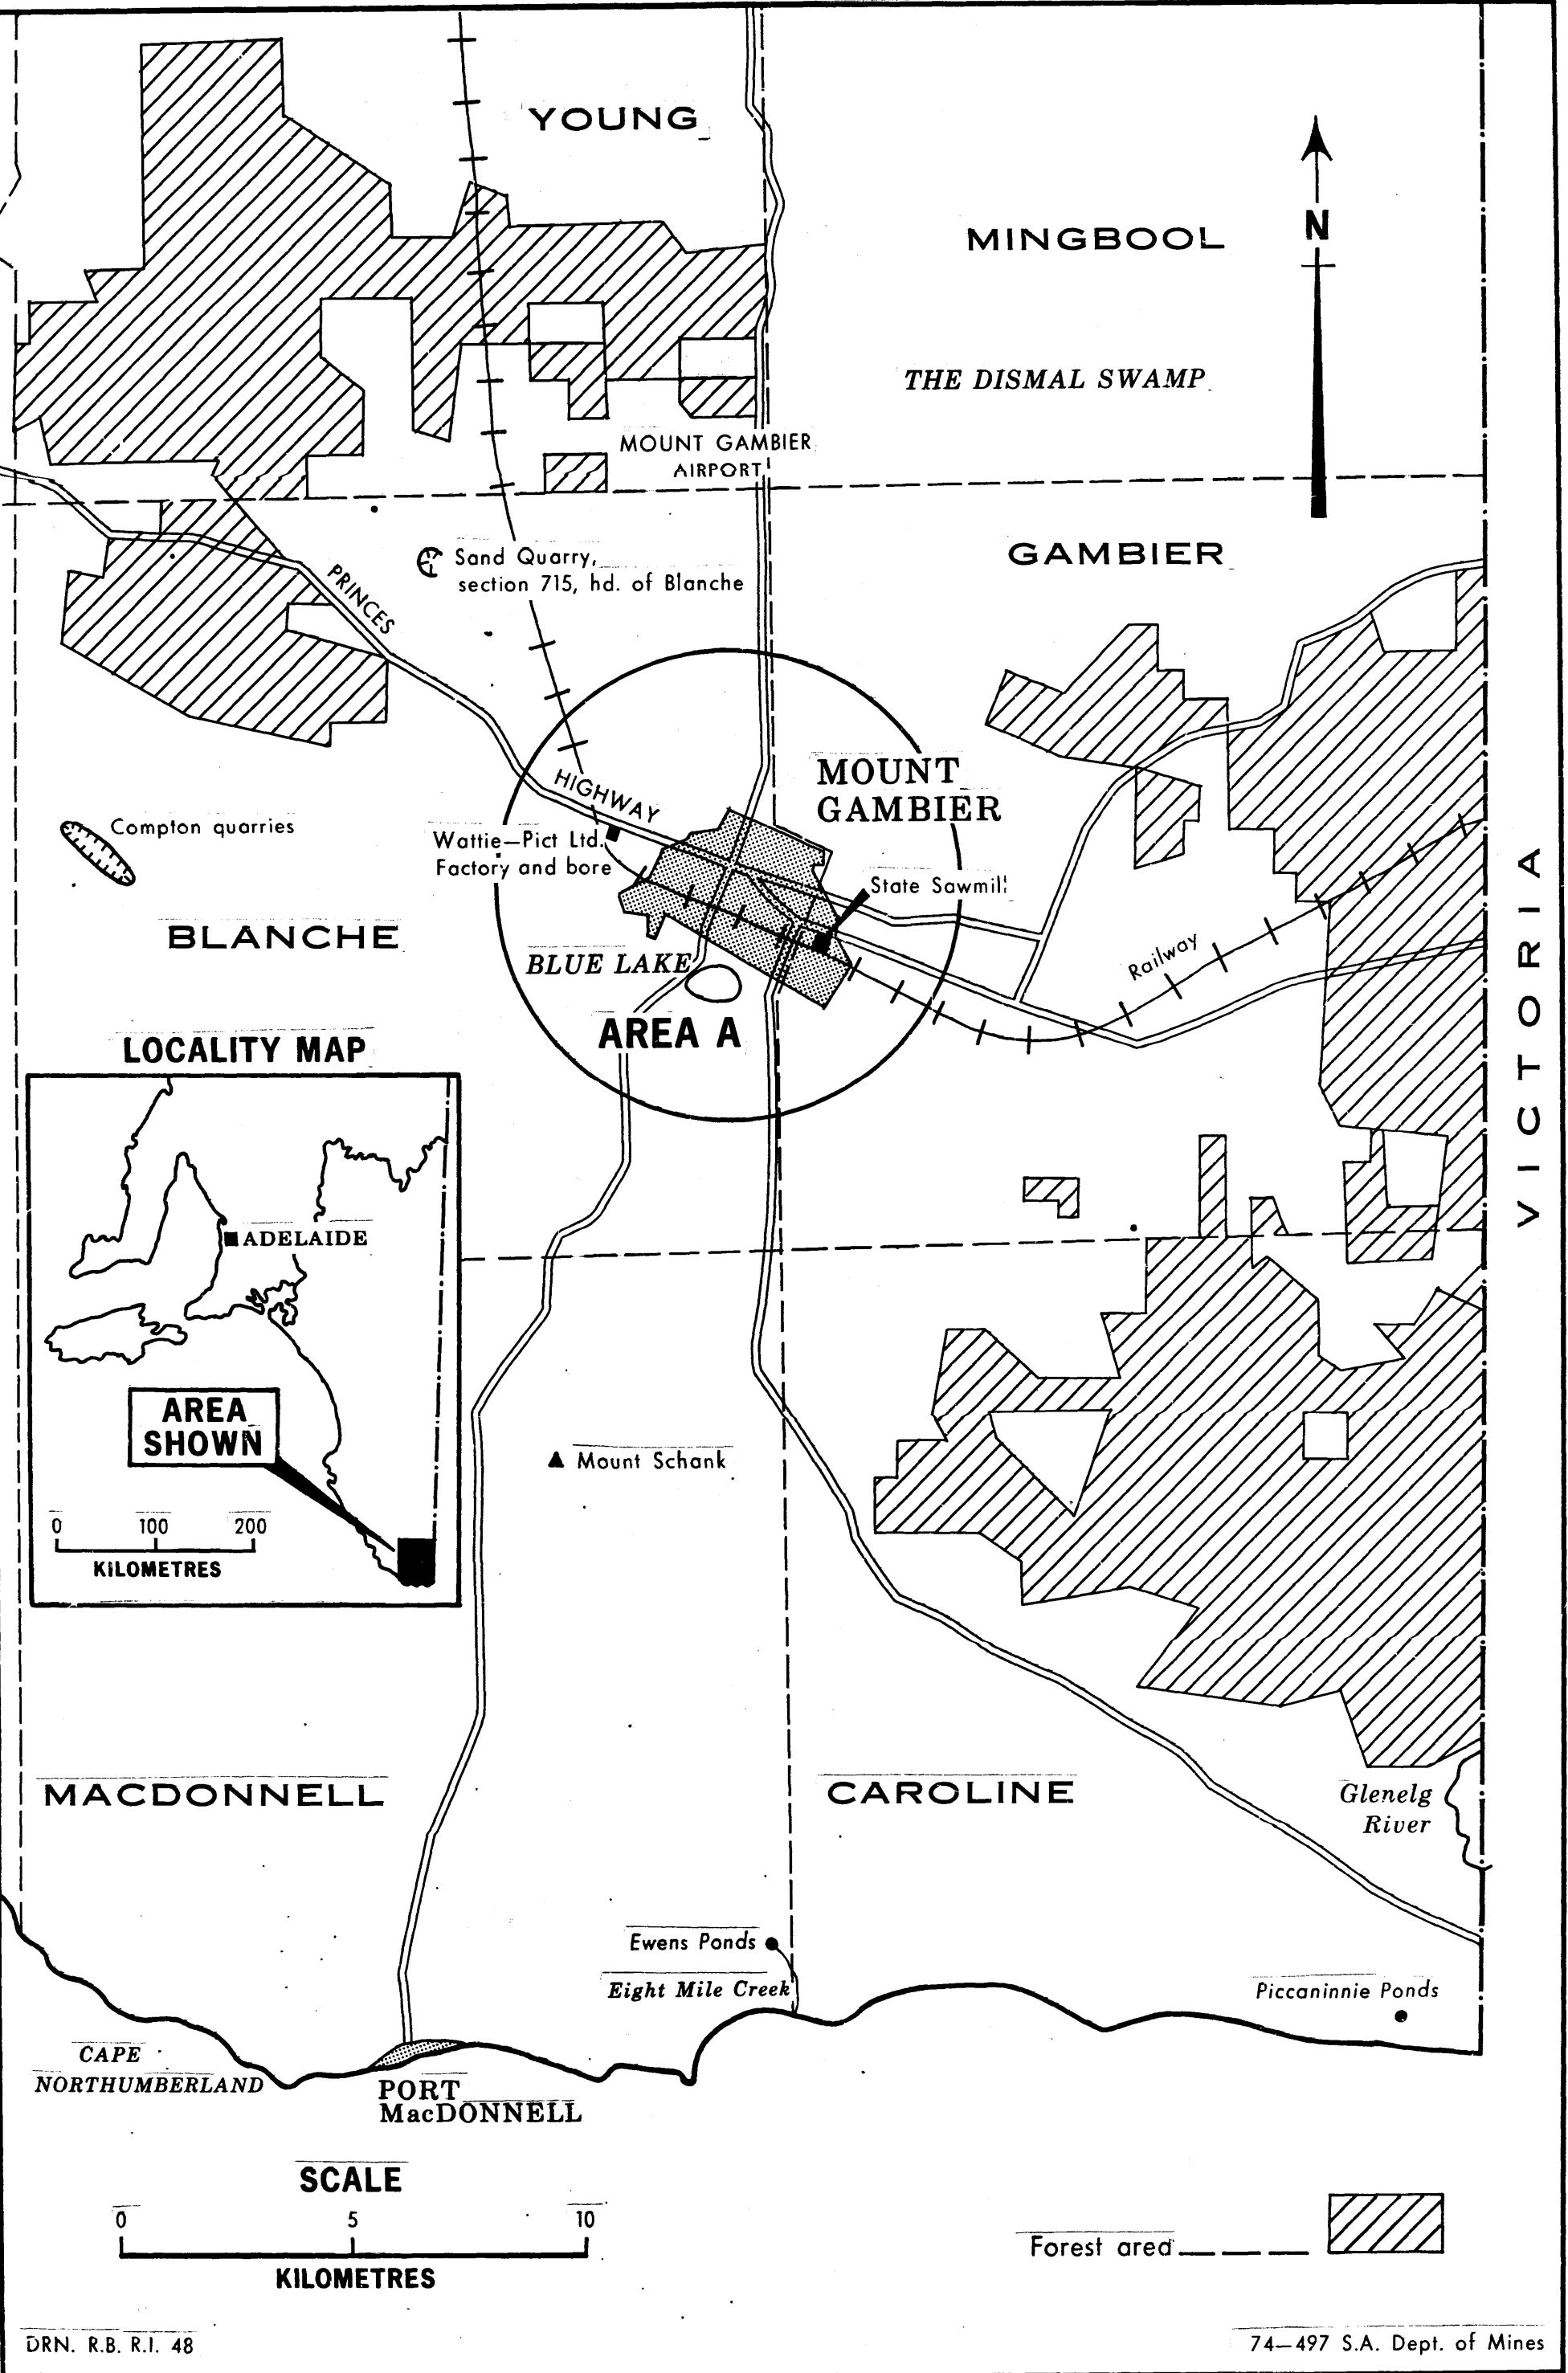 YOUNG
MINGBOOL
N
THE DISMAL SWAMP
MOUNT GAMBIER
AIRPORT
GAMBIER
Sand Quarry,
section 715, hd. of Blanche
PRINCES
HIGHWAY
MOUNT
GAMBIER
Compton quarries
Wattie–Pict Ltd.
Factory and bore
State Sawmill
BLANCHE
BLUE LAKE
Railway
VICTORIA
AREA A
LOCALITY MAP
ADELAIDE
AREA
SHOWN
0 100 200
KILOMETRES
Mount Schank
MACDONNELL
CAROLINE
Glenelg
River
Ewens Ponds
Eight Mile Creek
Piccaninnie Ponds
CAPE
NORTHUMBERLAND
PORT
MacDONNELL
SCALE
0 5 10
KILOMETRES
Forest area
DRN. R.B. R.I. 48
74–497 S.A. Dept. of Mines